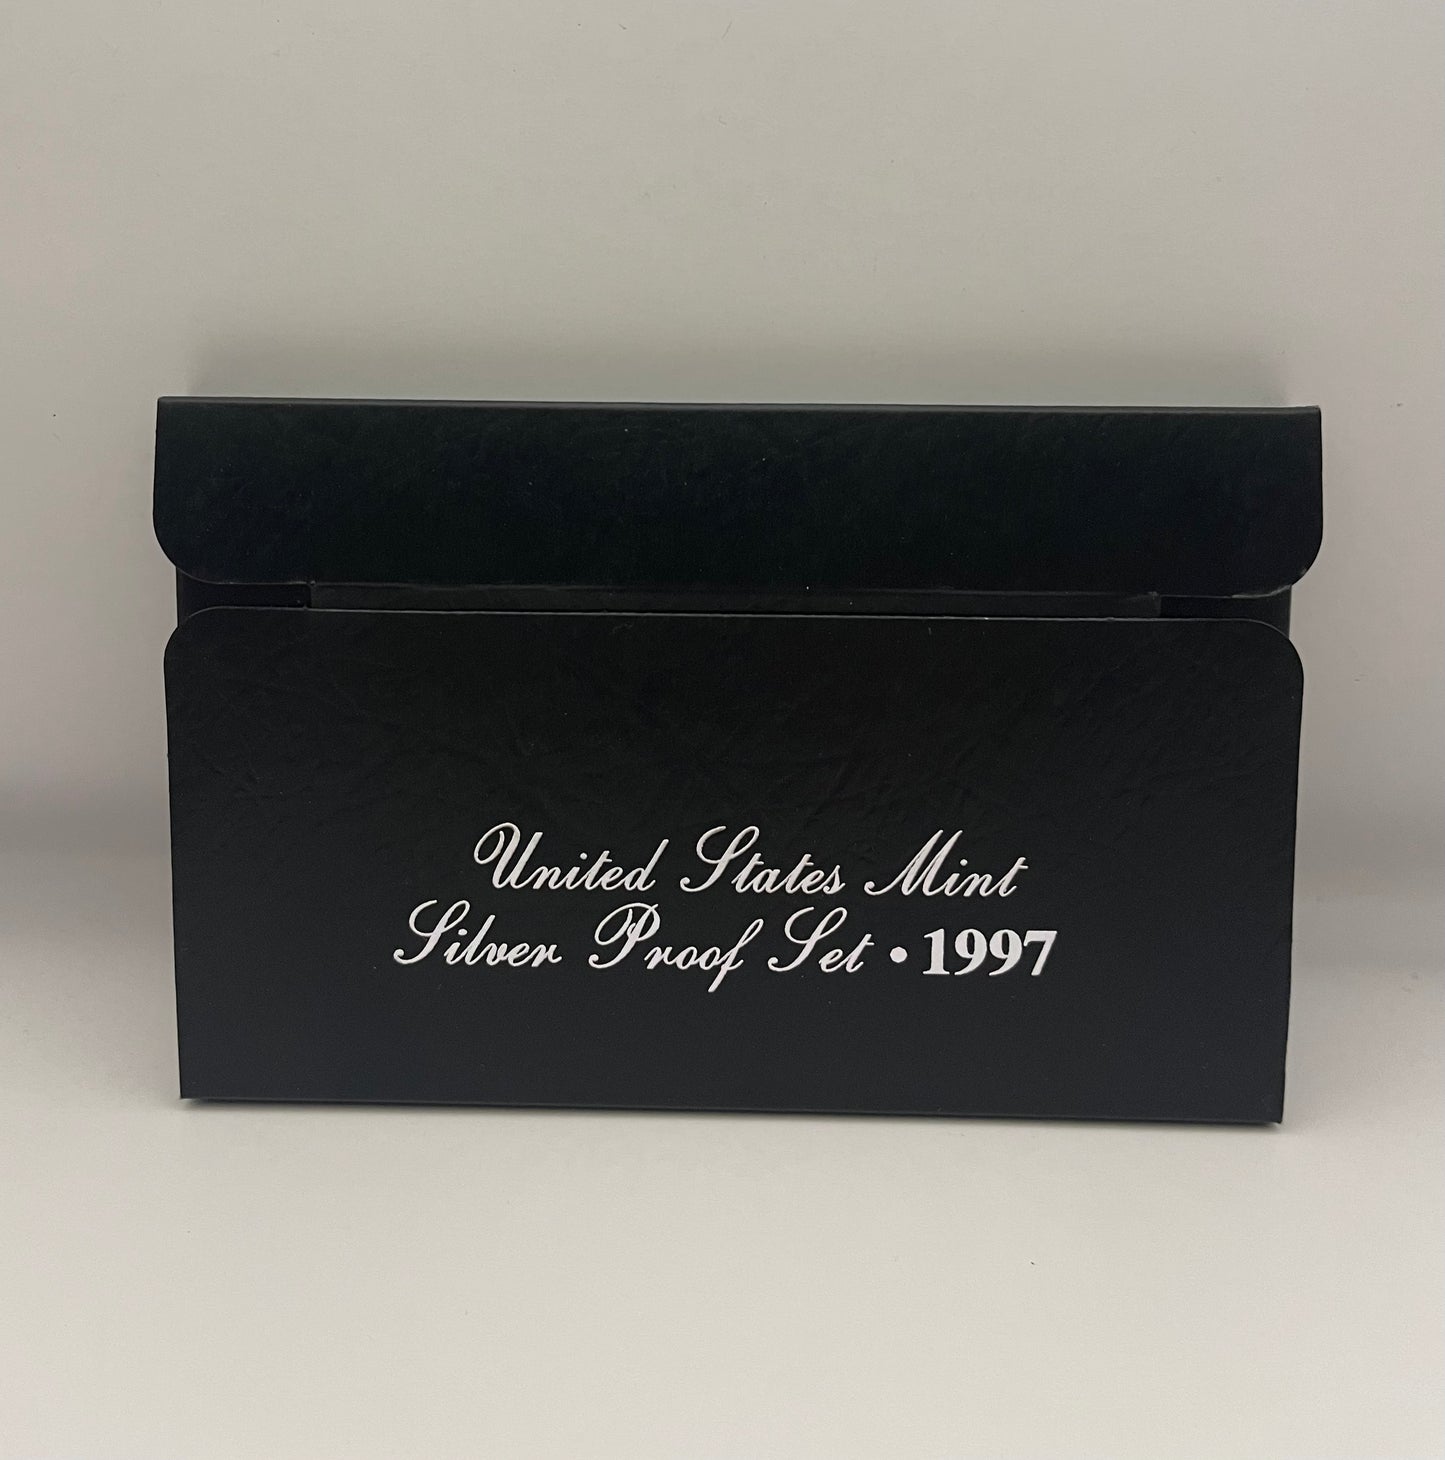 United States Mint
Silver Proof Set • 1997